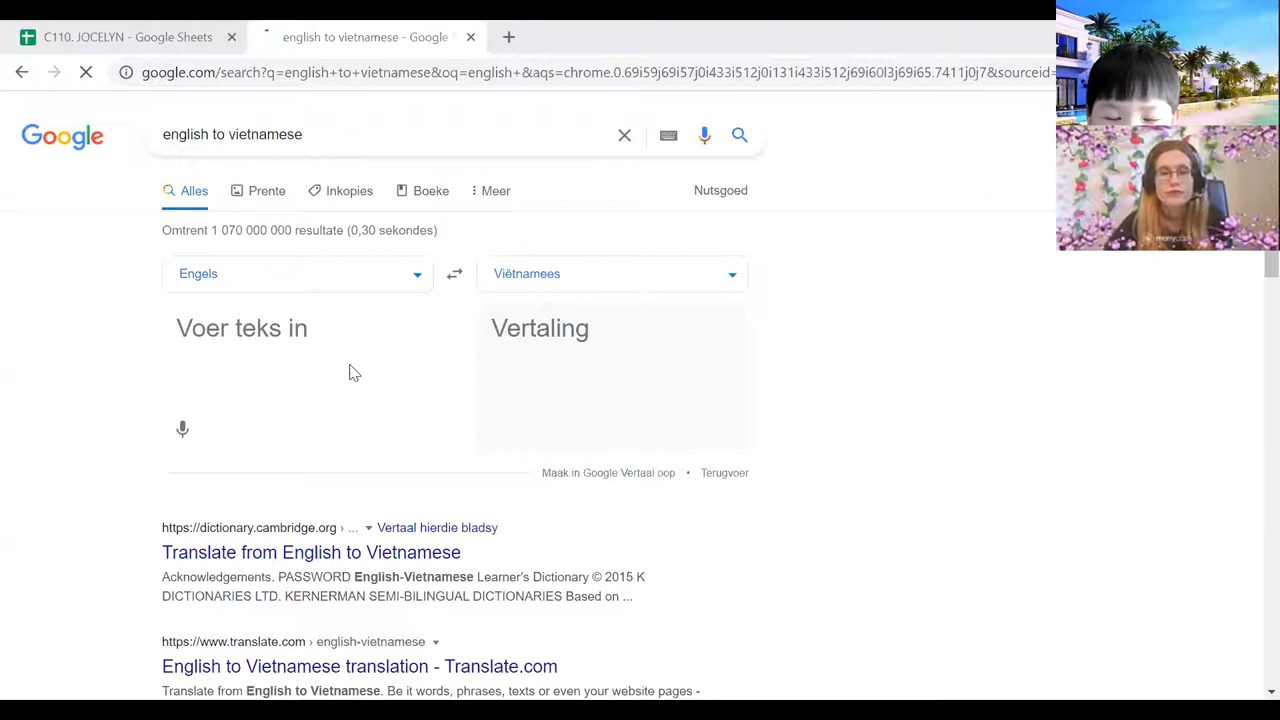 C110. JOCELYN - Google Sheets
english to vietnamese - Google
google.com/search?q=english+to+vietnamese&oq=english+&aqs=chrome.0.69i59j69i57j0i433i512j0i131i433i512j69i60l3j69i65.7411j0j7&sourceid=
Google
english to vietnamese
Alles
Prente
Inkopies
Boeke
Meer
Nutsgoed
Omtrent 1 070 000 000 resultate (0,30 sekondes)
Engels
Viëtnamees
Voer teks in
Vertaling
Maak in Google Vertaal oop • Terugvoer
https://dictionary.cambridge.org › ... Vertaal hierdie bladsy
Translate from English to Vietnamese
Acknowledgements. PASSWORD English-Vietnamese Learner's Dictionary © 2015 K
DICTIONARIES LTD. KERNERMAN SEMI-BILINGUAL DICTIONARIES Based on ...
https://www.translate.com › english-vietnamese
English to Vietnamese translation - Translate.com
Translate from English to Vietnamese. Be it words, phrases, texts or even your website pages -